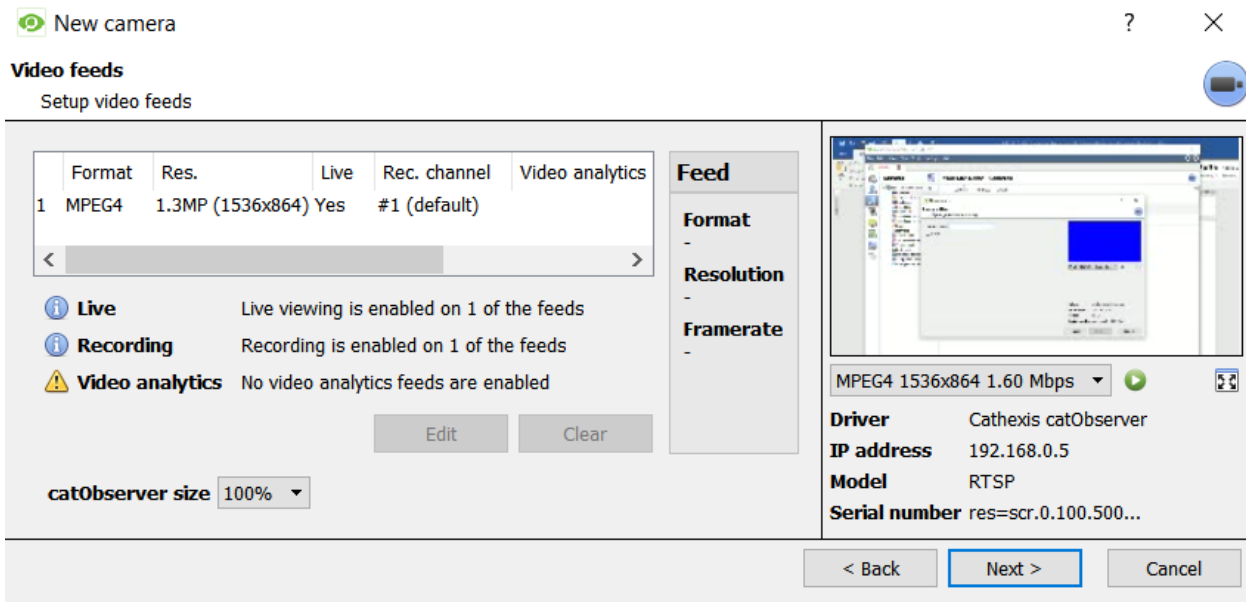 New camera
Video feeds
Setup video feeds
Format Res. Live Rec. channel Video analytics
1 MPEG4 1.3MP (1536x864) Yes #1 (default)
Live Live viewing is enabled on 1 of the feeds
Recording Recording is enabled on 1 of the feeds
Video analytics No video analytics feeds are enabled
Edit Clear
catObserver size 100%
Feed
Format
-
Resolution
-
Framerate
-
MPEG4 1536x864 1.60 Mbps
Driver Cathexis catObserver
IP address 192.168.0.5
Model RTSP
Serial number res=scr.0.100.500...
< Back Next > Cancel